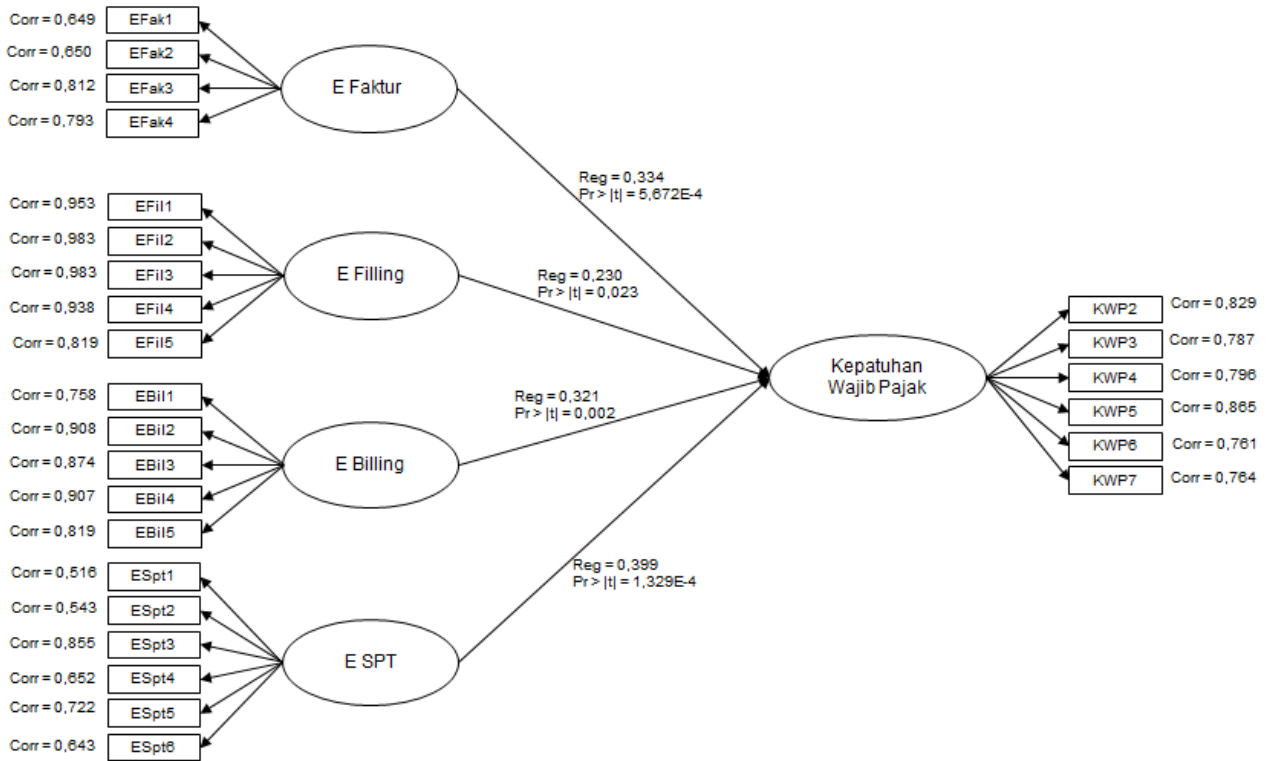 Corr = 0,649 EFak1
Corr = 0,650 EFak2
Corr = 0,812 EFak3
Corr = 0,793 EFak4
E Faktur
Reg = 0,334
Pr > |t| = 5,672E-4
Corr = 0,953 EFil1
Corr = 0,983 EFil2
Corr = 0,983 EFil3
Corr = 0,938 EFil4
Corr = 0,819 EFil5
E Filling
Reg = 0,230
Pr > |t| = 0,023
Corr = 0,758 EBil1
Corr = 0,908 EBil2
Corr = 0,874 EBil3
Corr = 0,907 EBil4
Corr = 0,819 EBil5
E Billing
Reg = 0,321
Pr > |t| = 0,002
Corr = 0,516 ESpt1
Corr = 0,543 ESpt2
Corr = 0,855 ESpt3
Corr = 0,652 ESpt4
Corr = 0,722 ESpt5
Corr = 0,643 ESpt6
E SPT
Reg = 0,399
Pr > |t| = 1,329E-4
Kepatuhan
Wajib Pajak
KWP2 Corr = 0,829
KWP3 Corr = 0,787
KWP4 Corr = 0,796
KWP5 Corr = 0,865
KWP6 Corr = 0,761
KWP7 Corr = 0,764